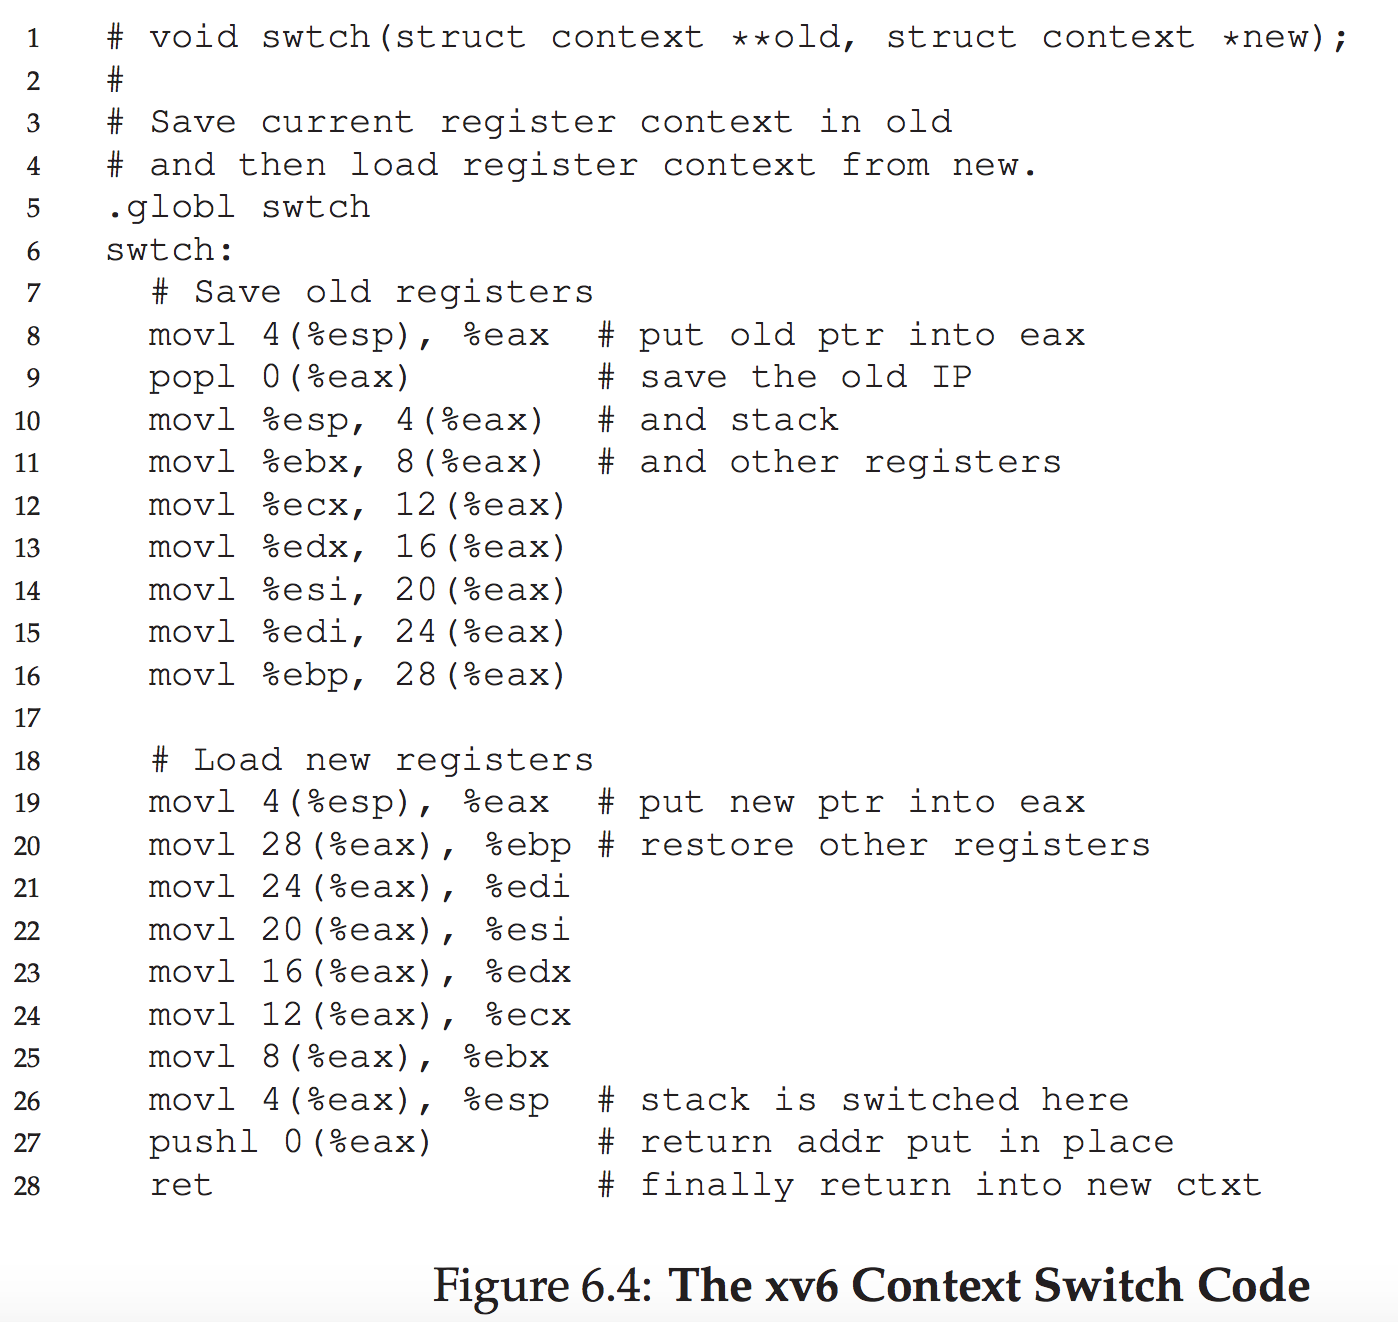 1 # void swtch(struct context **old, struct context *new);
2 #
3 # Save current register context in old
4 # and then load register context from new.
5 .globl swtch
6 swtch:
7 # Save old registers
8 movl 4(%esp), %eax # put old ptr into eax
9 popl 0(%eax) # save the old IP
10 movl %esp, 4(%eax) # and stack
11 movl %ebx, 8(%eax) # and other registers
12 movl %ecx, 12(%eax)
13 movl %edx, 16(%eax)
14 movl %esi, 20(%eax)
15 movl %edi, 24(%eax)
16 movl %ebp, 28(%eax)
17
18 # Load new registers
19 movl 4(%esp), %eax # put new ptr into eax
20 movl 28(%eax), %ebp # restore other registers
21 movl 24(%eax), %edi
22 movl 20(%eax), %esi
23 movl 16(%eax), %edx
24 movl 12(%eax), %ecx
25 movl 8(%eax), %ebx
26 movl 4(%eax), %esp # stack is switched here
27 pushl 0(%eax) # return addr put in place
28 ret # finally return into new ctxt
Figure 6.4: The xv6 Context Switch Code